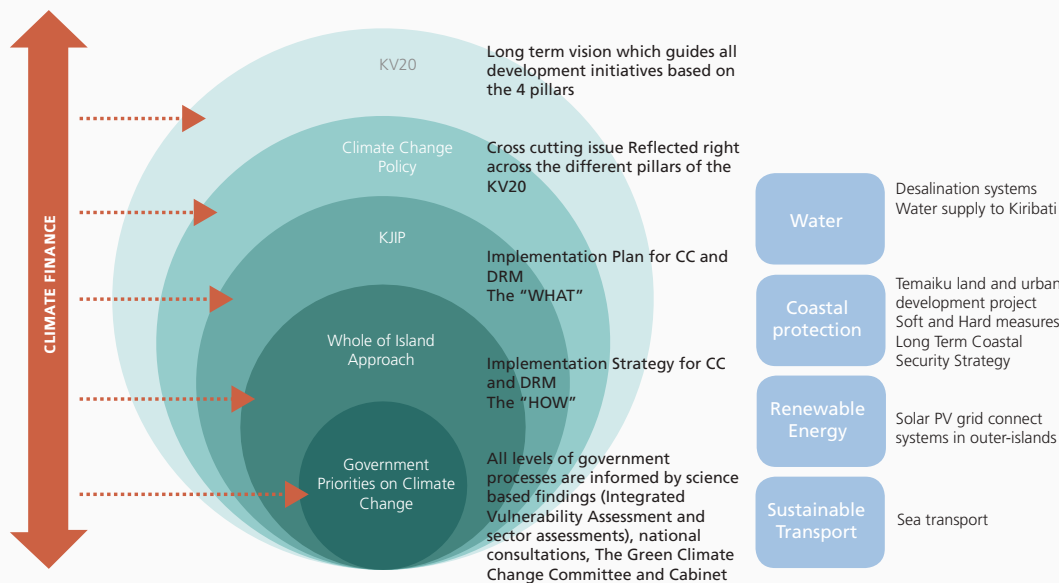 CLIMATE FINANCE
KV20
Long term vision which guides all
development initiatives based on
the 4 pillars
Climate Change
Policy
Cross cutting issue Reflected right
across the different pillars of the
KV20
KJIP
Implementation Plan for CC and
DRM
The “WHAT”
Whole of Island
Approach
Implementation Strategy for CC
and DRM
The “HOW”
Government
Priorities on Climate
Change
All levels of government
processes are informed by science
based findings (Integrated
Vulnerability Assessment and
sector assessments), national
consultations, The Green Climate
Change Committee and Cabinet
Water
Desalination systems
Water supply to Kiribati
Coastal
protection
Temaiku land and urban
development project
Soft and Hard measures
Long Term Coastal
Security Strategy
Renewable
Energy
Solar PV grid connect
systems in outer-islands
Sustainable
Transport
Sea transport